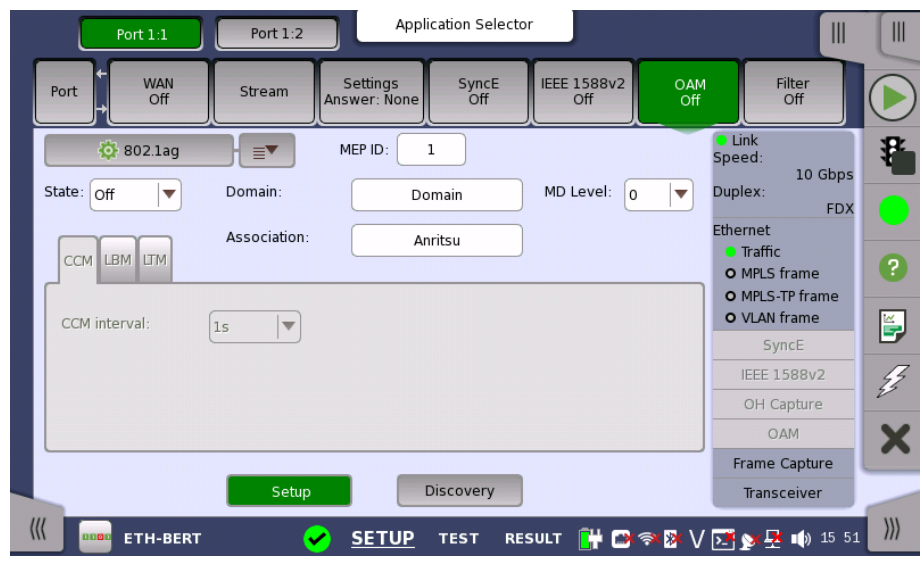 Application Selector
Port 1:1
Port 1:2
Port
WAN
Off
Stream
Settings
Answer: None
SyncE
Off
IEEE 1588v2
Off
OAM
Off
Filter
Off
802.1ag
MEP ID:
1
State:
Off
Domain:
Domain
MD Level:
0
Association:
Anritsu
CCM
LBM
LTM
CCM interval:
1s
Setup
Discovery
Link
Speed:
10 Gbps
Duplex:
FDX
Ethernet
Traffic
MPLS frame
MPLS-TP frame
VLAN frame
SyncE
IEEE 1588v2
OH Capture
OAM
Frame Capture
Transceiver
ETH-BERT
SETUP
TEST
RESULT
15 51